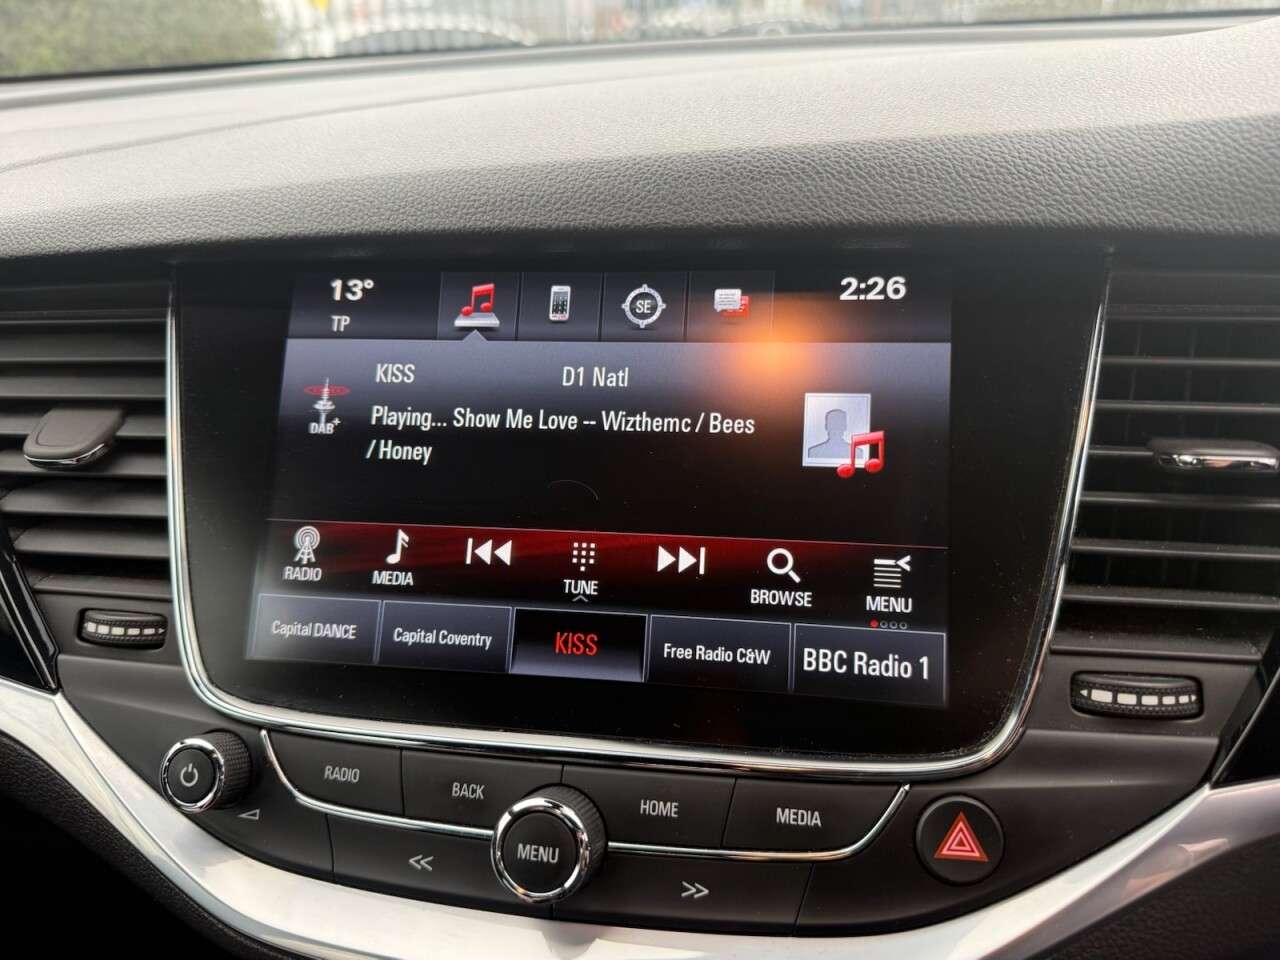 13°
TP
SE
2:26
KISS
D1 Natl
DAB+
Playing... Show Me Love -- Wizthemc / Bees
/ Honey
RADIO
MEDIA
TUNE
BROWSE
MENU
Capital DANCE
Capital Coventry
KISS
Free Radio C&W
BBC Radio 1
RADIO
BACK
HOME
MEDIA
MENU